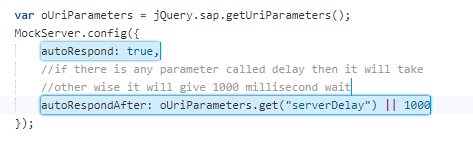 var oUriParameters = jQuery.sap.getUriParameters();
MockServer.config({
autoRespond: true,
//if there is any parameter called delay then it will take
//other wise it will give 1000 millisecond wait
autoRespondAfter: oUriParameters.get("serverDelay") || 1000
});